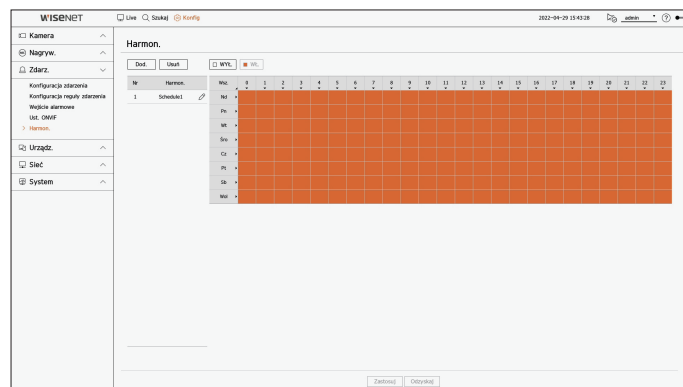 WISENET
Live Szukaj Konfig
2022-04-29 15:43:28 admin
Kamera
Nagryw.
Zdarz.
Konfiguracja zdarzenia
Konfiguracja reguły zdarzenia
Wejście alarmowe
Ust. ONVIF
> Harmon.
Urządz.
Sieć
System
Harmon.
Dod. Usuń WYŁ. Wł.
Nr Harmon.
1 Schedule1
Wsz. 0 1 2 3 4 5 6 7 8 9 10 11 12 13 14 15 16 17 18 19 20 21 22 23
Nd
Pn
Wt
Śro
Cz
Pt
Sb
Wol
Zastosuj Odzyskaj